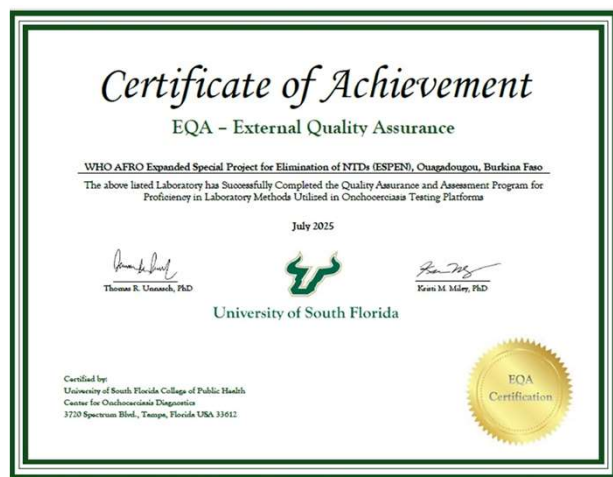 Certificate of Achievement
EQA – External Quality Assurance
WHO AFRO Expanded Special Project for Elimination of NTDs (ESPEN), Ouagadougou, Burkina Faso
The above listed Laboratory has Successfully Completed the Quality Assurance and Assessment Program for
Proficiency in Laboratory Methods Utilized in Onchocerciasis Testing Platforms
July 2025
Thomas R. Unnasch, PhD
Kristi M. Miley, PhD
University of South Florida
Certified by:
University of South Florida College of Public Health
Center for Onchocerciasis Diagnostics
3720 Spectrum Blvd., Tampa, Florida USA 33612
EQA
Certification